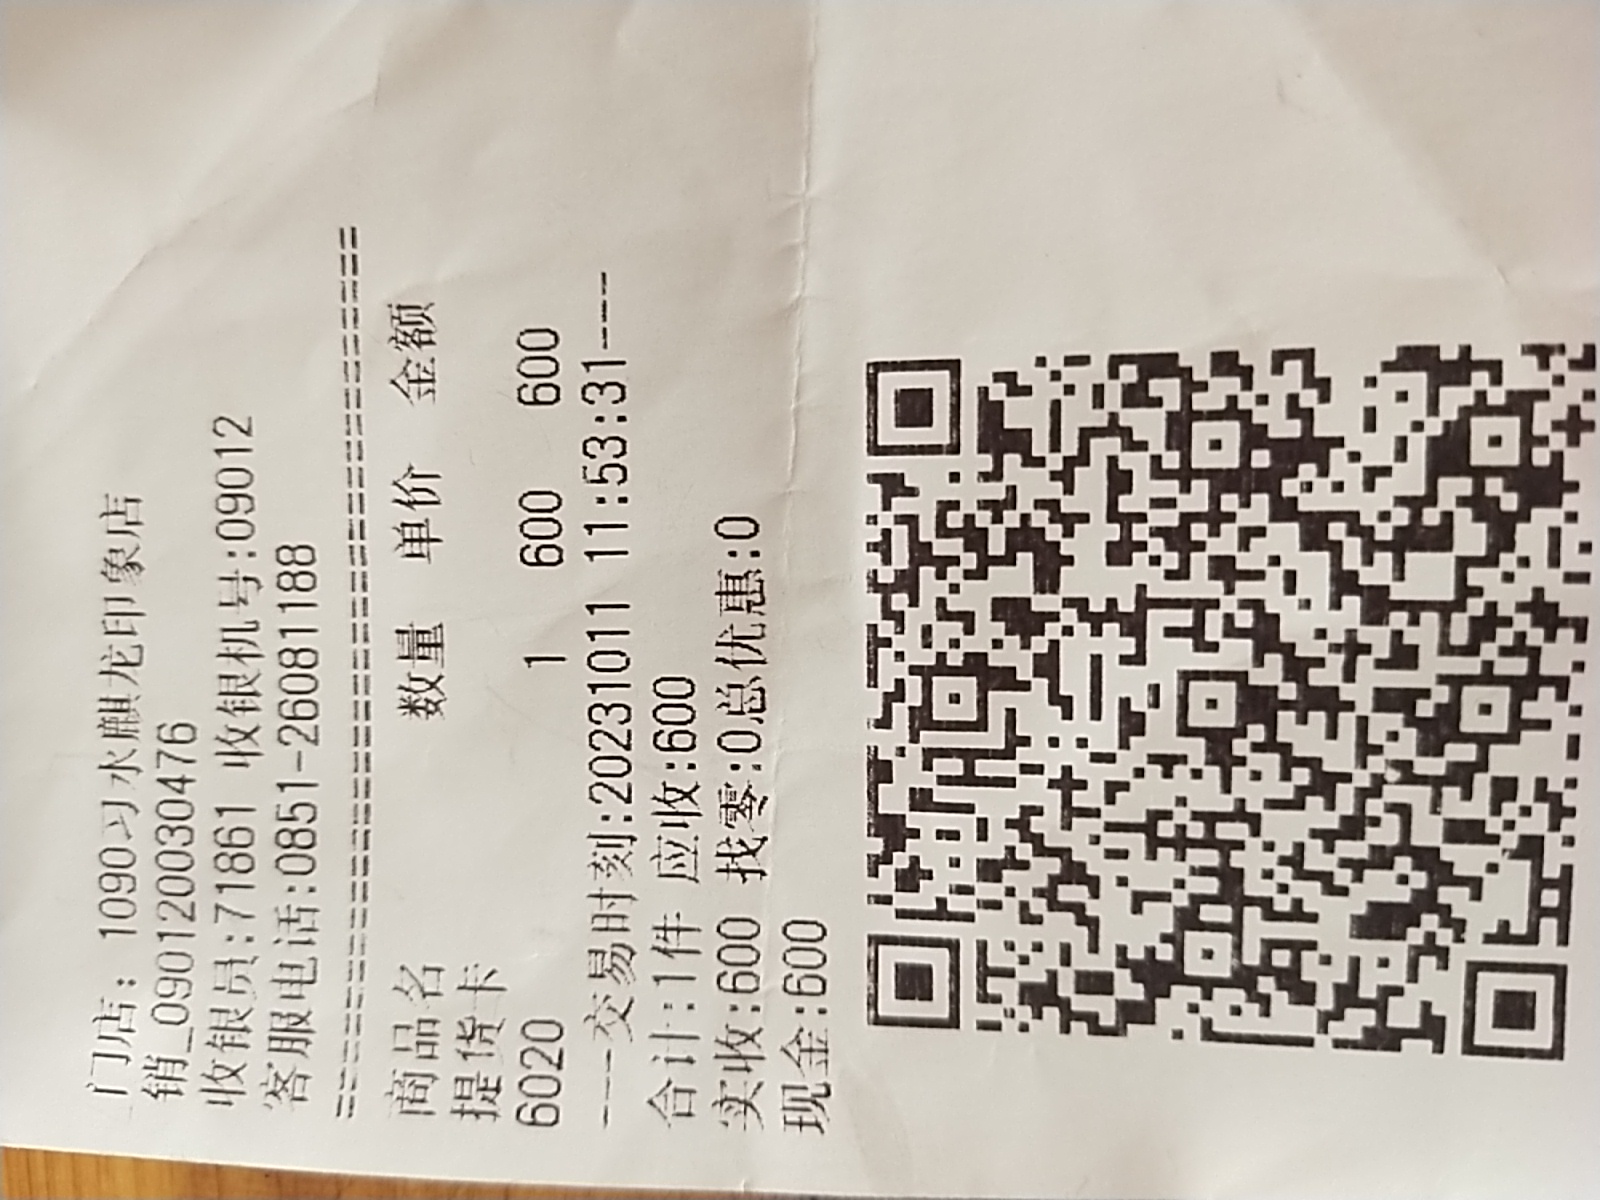 门店: 1090习水麒龙印象店
销_09012003​0476
收银员:71861 收银机号:09012
客服电话:0851-26081188
==========================================
商品名 数量 单价 金额
提货卡
6020 1 600 600
---交易时刻:20231011 11:53:31----
合计:1件 应收:600
实收:600 找零:0总优惠:0
现金:600